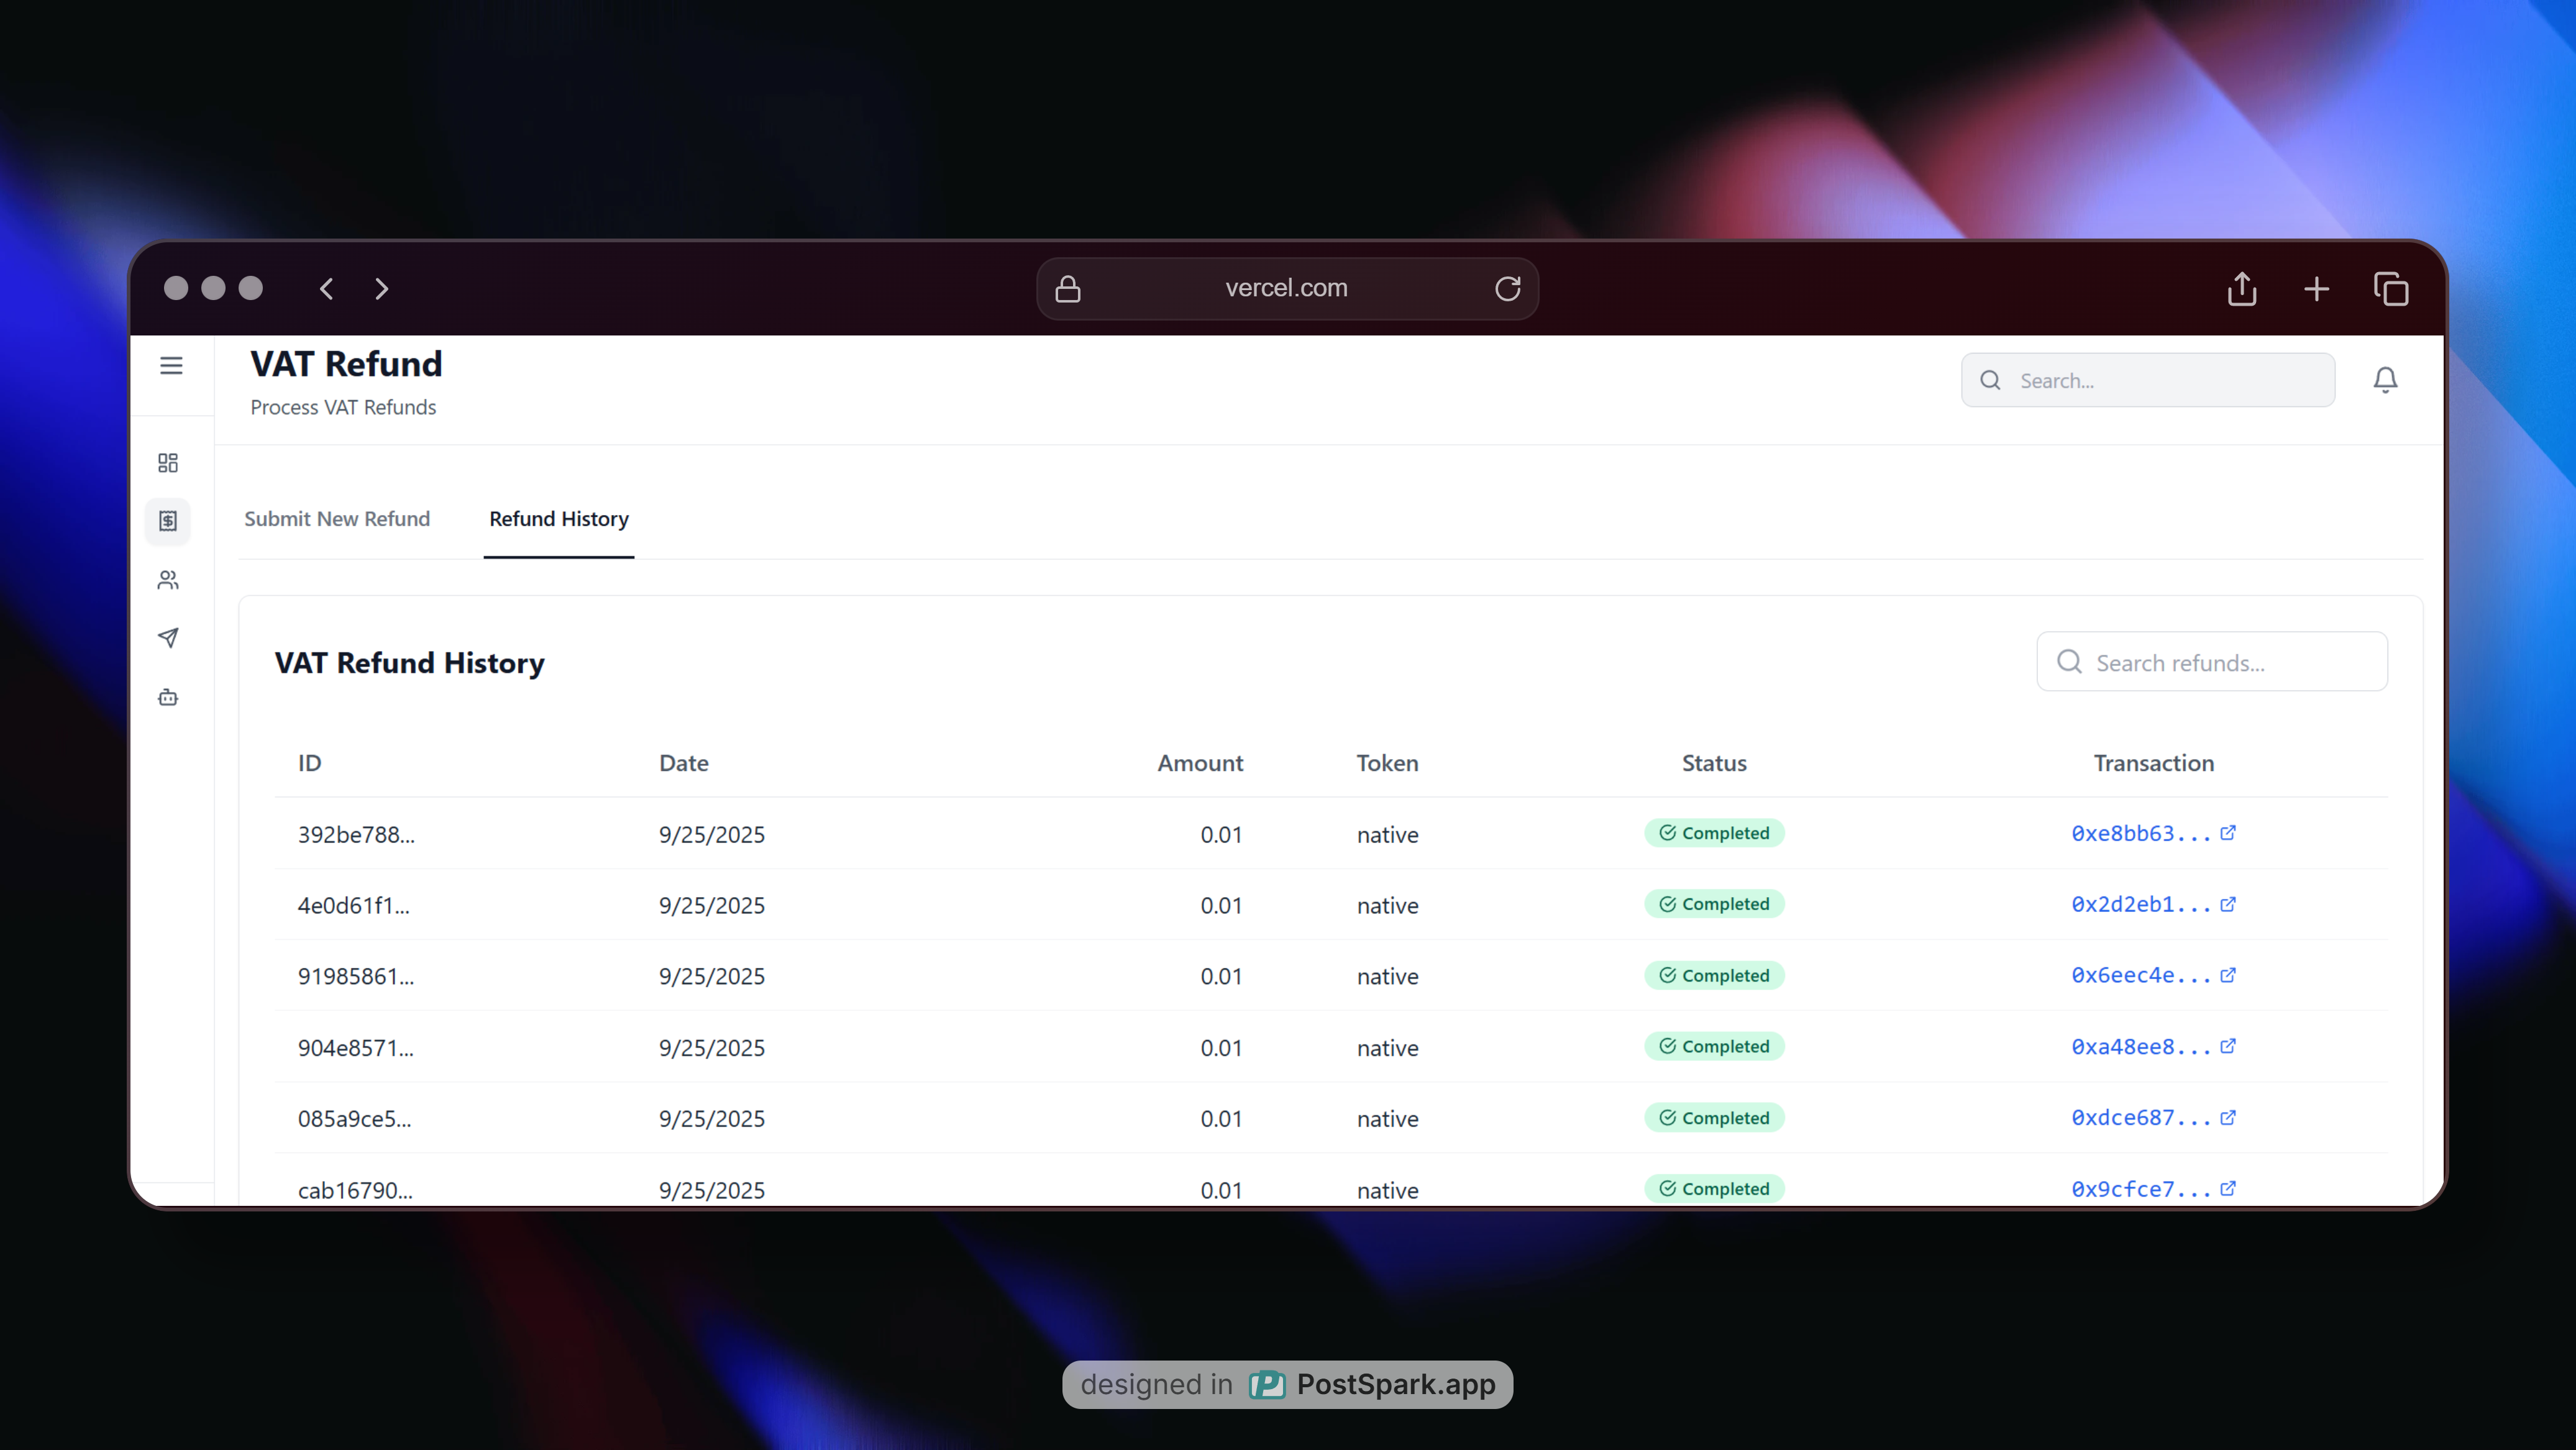 vercel.com
VAT Refund
Process VAT Refunds
Search...
Submit New Refund Refund History
VAT Refund History
Search refunds...
ID Date Amount Token Status Transaction
392be788... 9/25/2025 0.01 native Completed 0xe8bb63...
4e0d61f1... 9/25/2025 0.01 native Completed 0x2d2eb1...
91985861... 9/25/2025 0.01 native Completed 0x6eec4e...
904e8571... 9/25/2025 0.01 native Completed 0xa48ee8...
085a9ce5... 9/25/2025 0.01 native Completed 0xdce687...
cab16790... 9/25/2025 0.01 native Completed 0x9cfce7...
designed in PostSpark.app